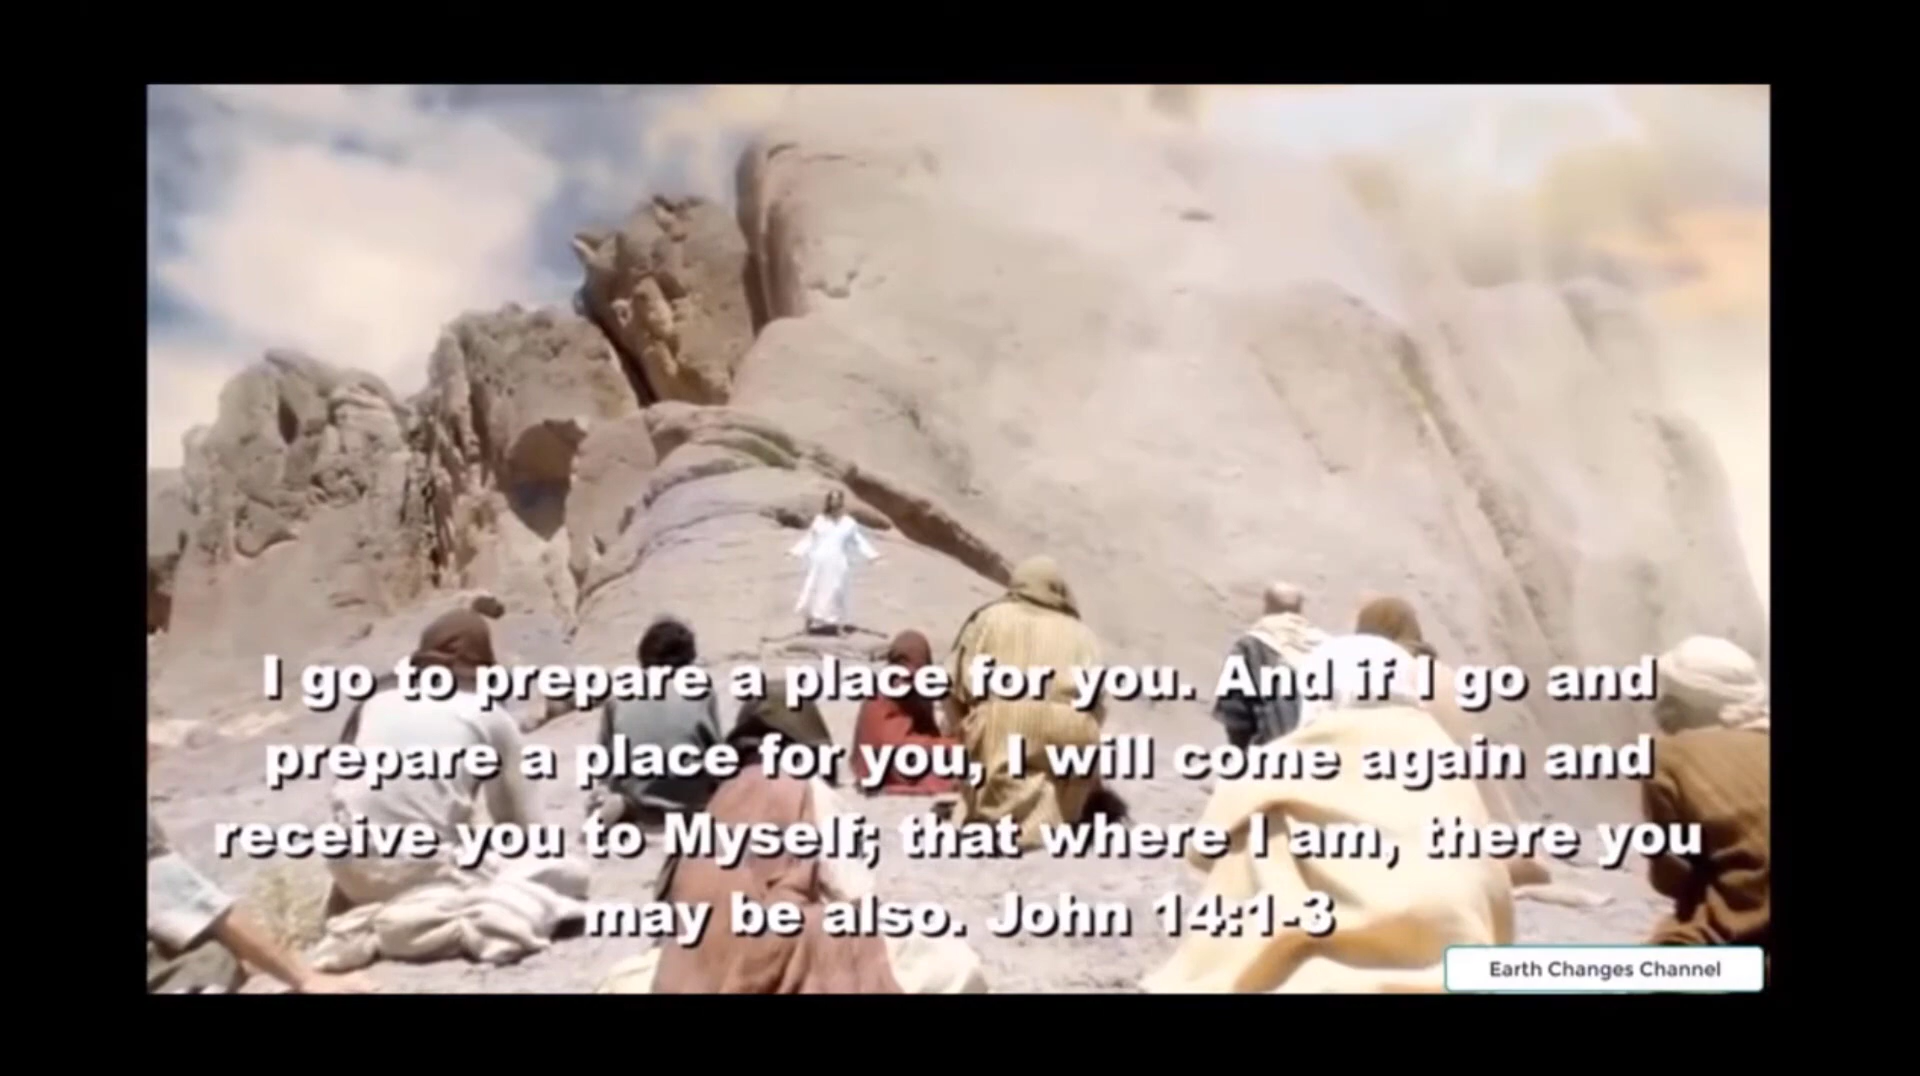 I go to prepare a place for you. And if I go and
prepare a place for you, I will come again and
receive you to Myself; that where I am, there you
may be also. John 14:1-3
Earth Changes Channel